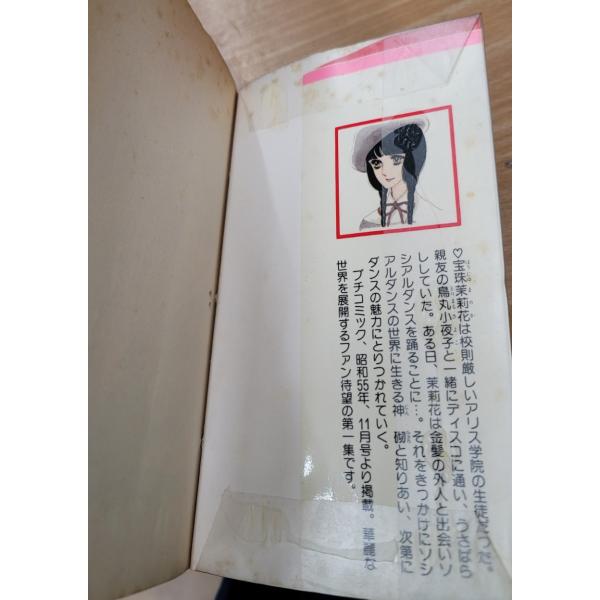 ♡宝珠茉莉花は校則厳しいアリス学院の生徒だった。
親友の鳥丸小夜子と一緒にディスコに通い、うさばら
ししていた。ある日、茉莉花は金髪の外人と出会いソ
シアルダンスを踊ることに…。それをきっかけにソシ
アルダンスの世界に生きる神 砌と知りあい、次第に
ダンスの魅力にとりつかれていく。
プチコミック、昭和55年、11月号より掲載。華麗な
世界を展開するファン待望の第一集です。